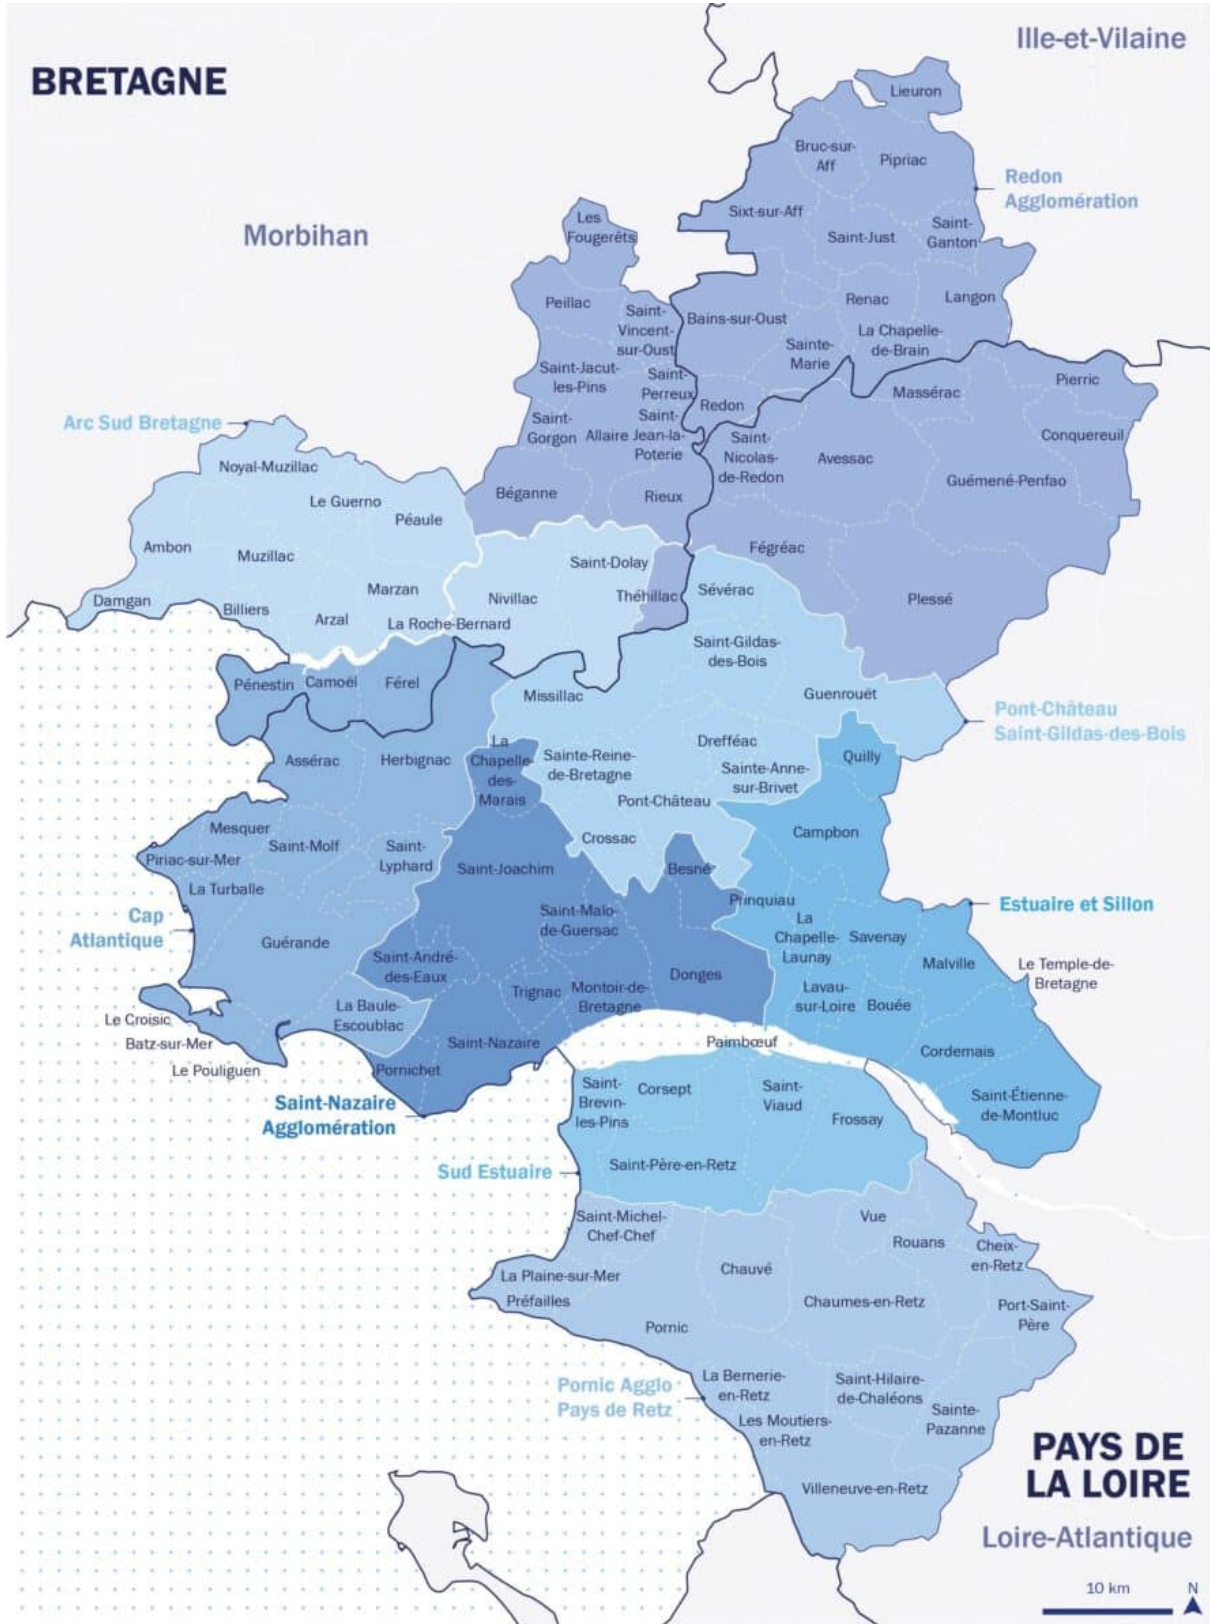 Ille-et-Vilaine
BRETAGNE
Lieuron
Bruc-sur-
Aff
Pipriac
Redon
Agglomération
Sixt-sur-Aff
Les
Fougerêts
Saint-
Ganton
Saint-Just
Morbihan
Peillac
Renac
Langon
Saint-
Vincent-
sur-Oust
Bains-sur-Oust
La Chapelle-
de-Brain
Sainte-
Marie
Saint-Jacut-
les-Pins
Saint-
Perreux
Pierric
Massérac
Redon
Arc Sud Bretagne
Saint-
Gorgon
Allaire
Saint-
Jean-la-
Poterie
Saint-
Nicolas-
de-Redon
Conquereuil
Avessac
Noyal-Muzillac
Guémené-Penfao
Béganne
Rieux
Le Guerno
Péaule
Ambon
Muzillac
Fégréac
Saint-Dolay
Marzan
Nivillac
Théhillac
Sévérac
Plessé
Damgan
Billiers
Arzal
La Roche-Bernard
Saint-Gildas-
des-Bois
Pénestin
Camoël
Férel
Missillac
Guenrouët
Pont-Château
Saint-Gildas-des-Bois
Assérac
Herbignac
La
Chapelle-
des-
Marais
Sainte-Reine-
de-Bretagne
Drefféac
Quilly
Sainte-Anne-
sur-Brivet
Pont-Château
Mesquer
Saint-Molf
Crossac
Campbon
Piriac-sur-Mer
Saint-
Lyphard
Saint-Joachim
Besné
La Turballe
Prinquiau
Estuaire et Sillon
Cap
Atlantique
Saint-Malo-
de-Guersac
La
Chapelle-
Launay
Savenay
Guérande
Saint-André-
des-Eaux
Donges
Malville
Le Temple-de-
Bretagne
Trignac
Montoir-de-
Bretagne
Lavau-
sur-Loire
Bouée
La Baule-
Escoublac
Le Croisic
Batz-sur-Mer
Saint-Nazaire
Paimbœuf
Cordemais
Le Pouliguen
Pornichet
Saint-Nazaire
Agglomération
Saint-
Brevin-
les-Pins
Corsept
Saint-
Viaud
Frossay
Saint-Étienne-
de-Montluc
Sud Estuaire
Saint-Père-en-Retz
Saint-Michel-
Chef-Chef
Vue
Rouans
Cheix-
en-Retz
La Plaine-sur-Mer
Chauvé
Préfailles
Chaumes-en-Retz
Port-Saint-
Père
Pornic
Pornic Agglo
Pays de Retz
La Bernerie-
en-Retz
Saint-Hilaire-
de-Chaléons
Sainte-
Pazanne
Les Moutiers-
en-Retz
PAYS DE
LA LOIRE
Villeneuve-en-Retz
Loire-Atlantique
10 km
N